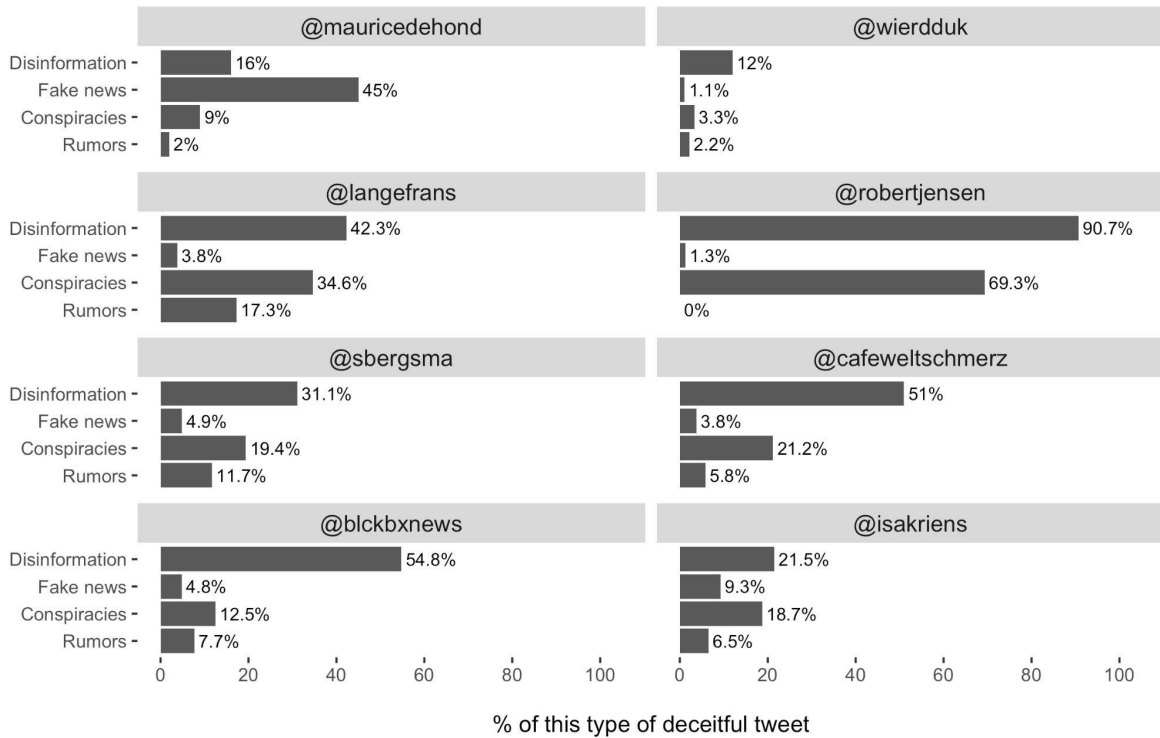 @mauricedehond @wierdduk
Disinformation 16% 12%
Fake news 45% 1.1%
Conspiracies 9% 3.3%
Rumors 2% 2.2%
@langefrans @robertjensen
Disinformation 42.3% 90.7%
Fake news 3.8% 1.3%
Conspiracies 34.6% 69.3%
Rumors 17.3% 0%
@sbergsma @cafeweltschmerz
Disinformation 31.1% 51%
Fake news 4.9% 3.8%
Conspiracies 19.4% 21.2%
Rumors 11.7% 5.8%
@blckbxnews @isakriens
Disinformation 54.8% 21.5%
Fake news 4.8% 9.3%
Conspiracies 12.5% 18.7%
Rumors 7.7% 6.5%
0 20 40 60 80 100 0 20 40 60 80 100
% of this type of deceitful tweet